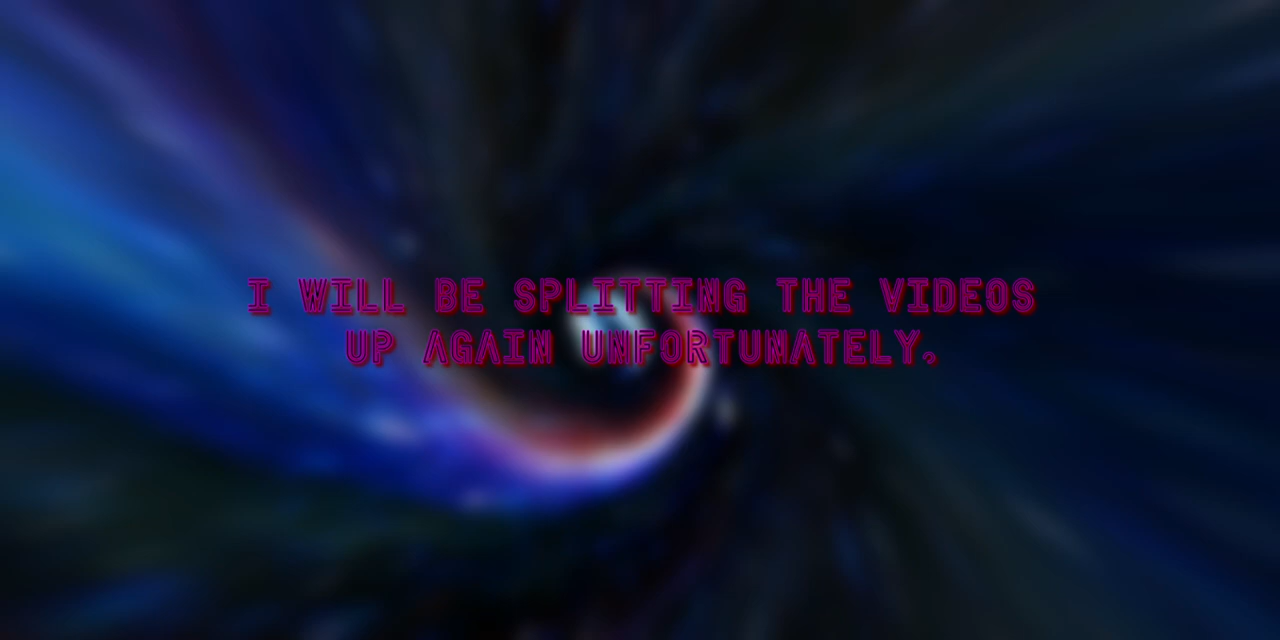 I WILL BE SPLITTING THE VIDEOS
UP AGAIN UNFORTUNATELY.